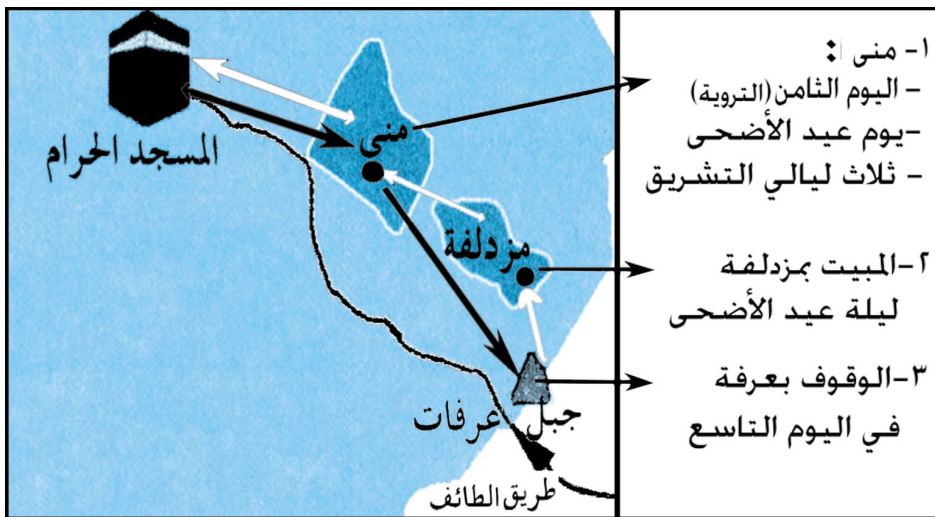 ١- منى :
- اليوم الثامن (التروية)
-يوم عيد الأضحى
- ثلاث ليالي التشريق
٢-المبيت بمزدلفة
ليلة عيد الأضحى
٣-الوقوف بعرفة
في اليوم التاسع
المسجد الحرام
منى
مزدلفة
جبل عرفات
طريق الطائف